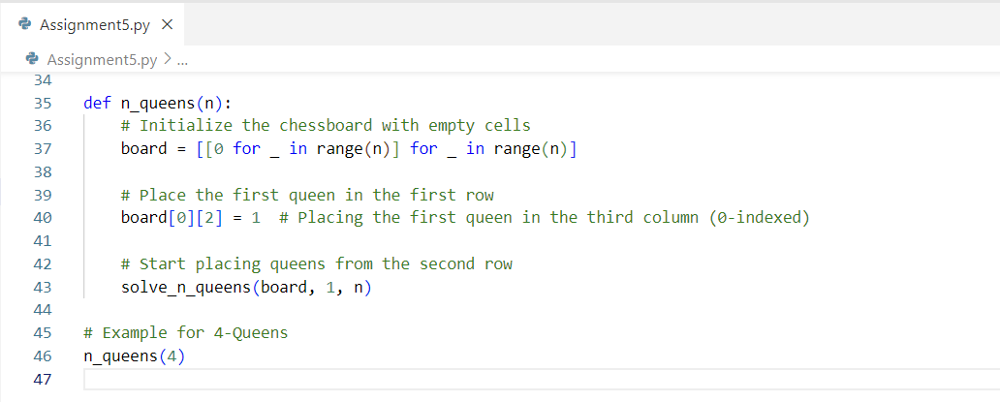 Assignment5.py ×
Assignment5.py > ...
34
35 def n_queens(n):
36     # Initialize the chessboard with empty cells
37     board = [[0 for _ in range(n)] for _ in range(n)]
38
39     # Place the first queen in the first row
40     board[0][2] = 1  # Placing the first queen in the third column (0-indexed)
41
42     # Start placing queens from the second row
43     solve_n_queens(board, 1, n)
44
45 # Example for 4-Queens
46 n_queens(4)
47